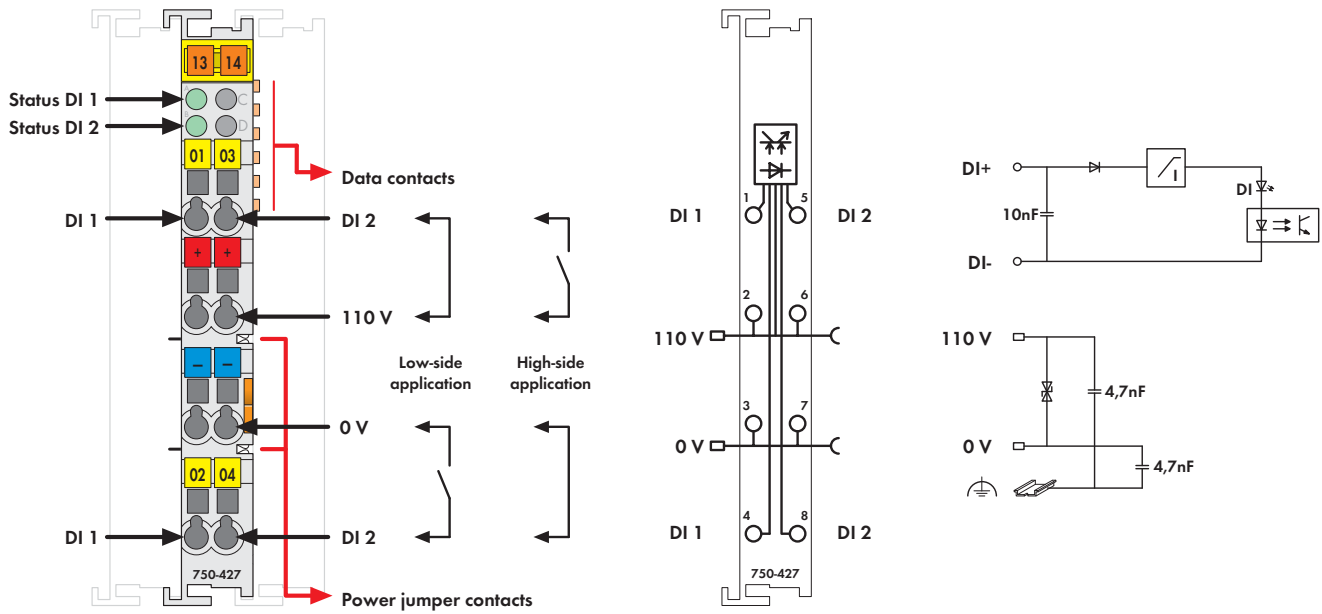 13 14
A
Status DI 1
C
B
Status DI 2
D
01 03
Data contacts
DI 1
DI 2
+ +
110 V
Low-side
application
High-side
application
– –
0 V
02 04
DI 1
DI 2
750-427
Power jumper contacts
1 5
DI 1
DI 2
2 6
110 V
3 7
0 V
4 8
DI 1
DI 2
750-427
DI+
I
DI
10nF
DI-
110 V
4,7nF
0 V
4,7nF